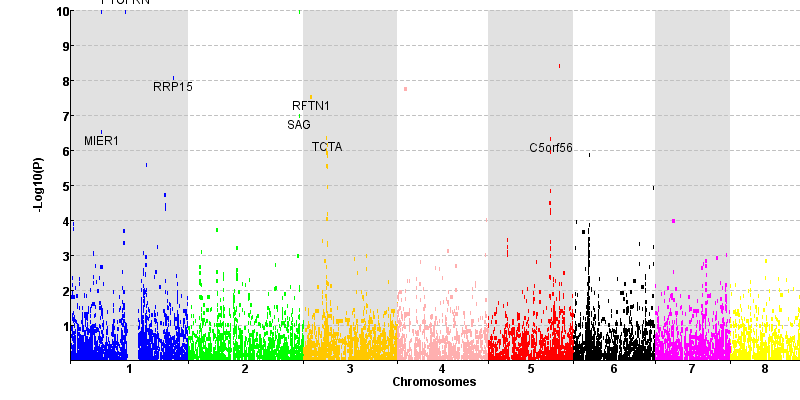 10
RRP15
9
8
RFTN1
7
SAG
MIER1
TCTA
C5orf56
6
-Log10(P)
5
4
3
2
1
1 2 3 4 5 6 7 8
Chromosomes